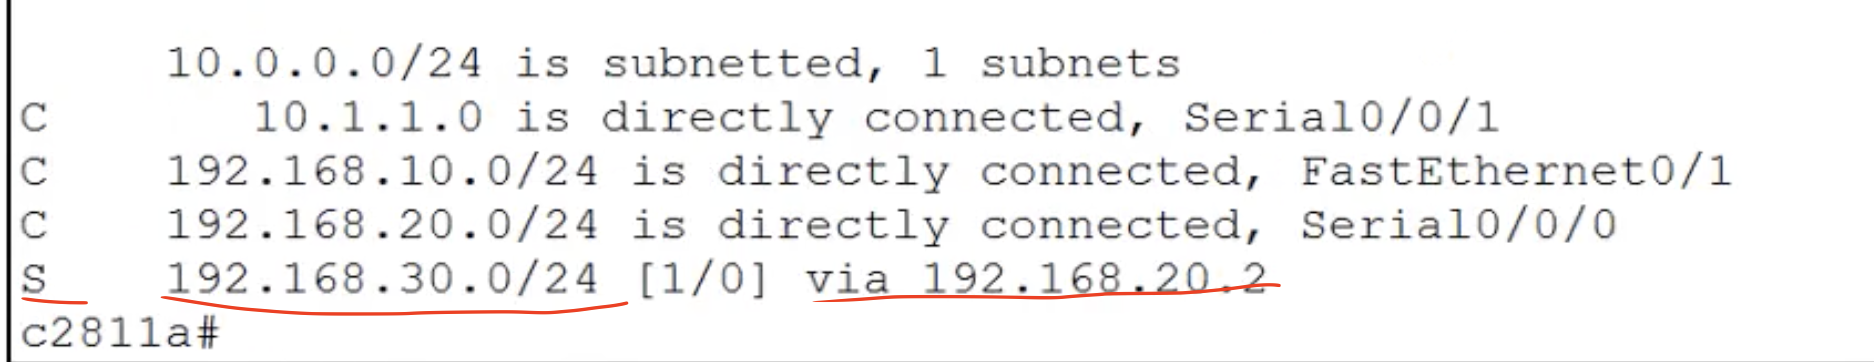 10.0.0.0/24 is subnetted, 1 subnets
C 10.1.1.0 is directly connected, Serial0/0/1
C 192.168.10.0/24 is directly connected, FastEthernet0/1
C 192.168.20.0/24 is directly connected, Serial0/0/0
S 192.168.30.0/24 [1/0] via 192.168.20.2
c2811a#